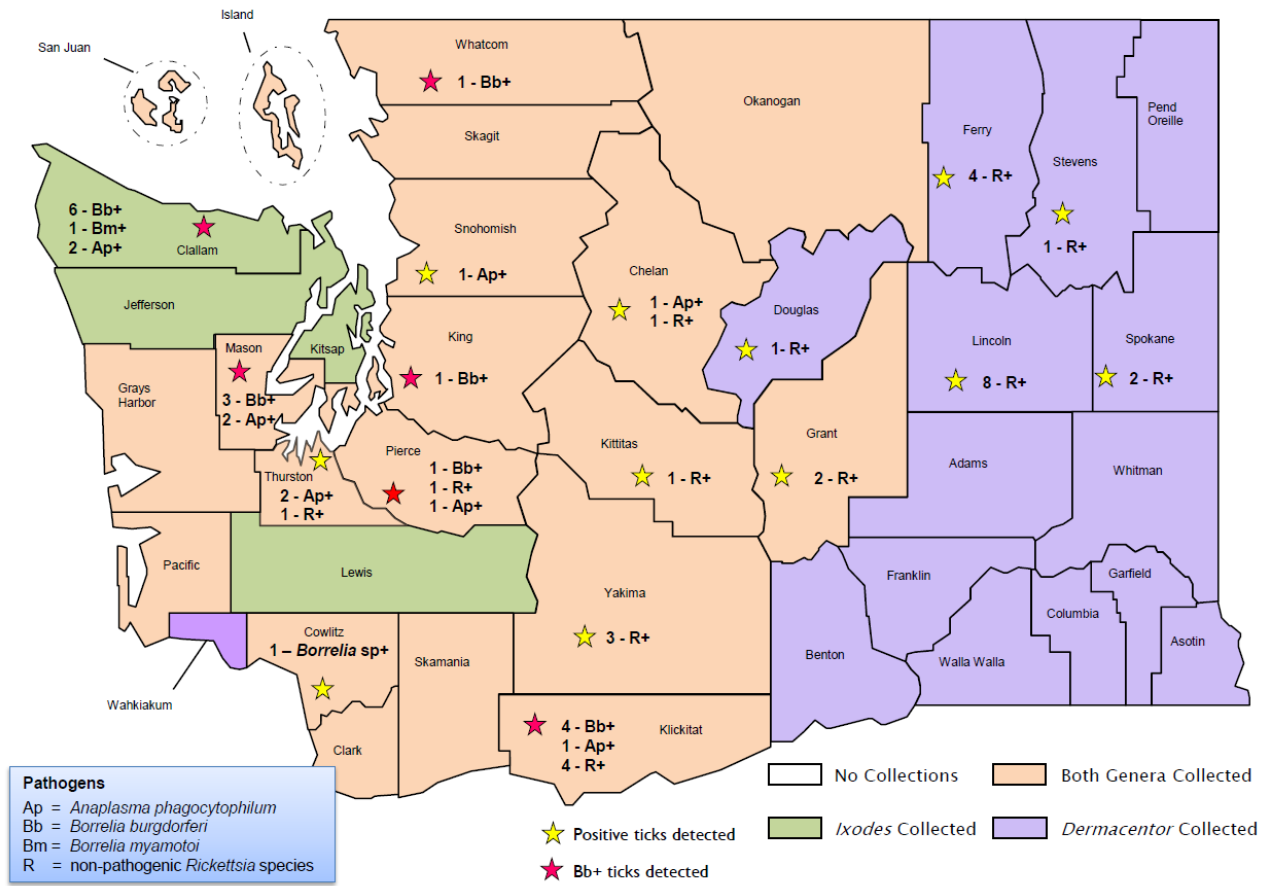 Island
San Juan
Whatcom
1 - Bb+
Okanogan
Pend
Oreille
Ferry
4 - R+
Stevens
1 - R+
Skagit
6 - Bb+
1 - Bm+
2 - Ap+
Clallam
Snohomish
1- Ap+
Chelan
1 - Ap+
1 - R+
Douglas
1- R+
Jefferson
Kitsap
King
1 - Bb+
Lincoln
8 - R+
Spokane
2 - R+
Mason
3 - Bb+
2 - Ap+
Grays
Harbor
Pierce
1 - Bb+
1 - R+
1 - Ap+
Kittitas
1 - R+
Grant
2 - R+
Adams
Whitman
Thurston
2 - Ap+
1 - R+
Pacific
Lewis
Yakima
3 - R+
Franklin
Garfield
Columbia
Asotin
Walla Walla
Benton
Cowlitz
1 – Borrelia sp+
Skamania
Wahkiakum
Clark
Klickitat
4 - Bb+
1 - Ap+
4 - R+
Pathogens
Ap = Anaplasma phagocytophilum
Bb = Borrelia burgdorferi
Bm = Borrelia myamotoi
R = non-pathogenic Rickettsia species
Positive ticks detected
Bb+ ticks detected
No Collections
Both Genera Collected
Ixodes Collected
Dermacentor Collected